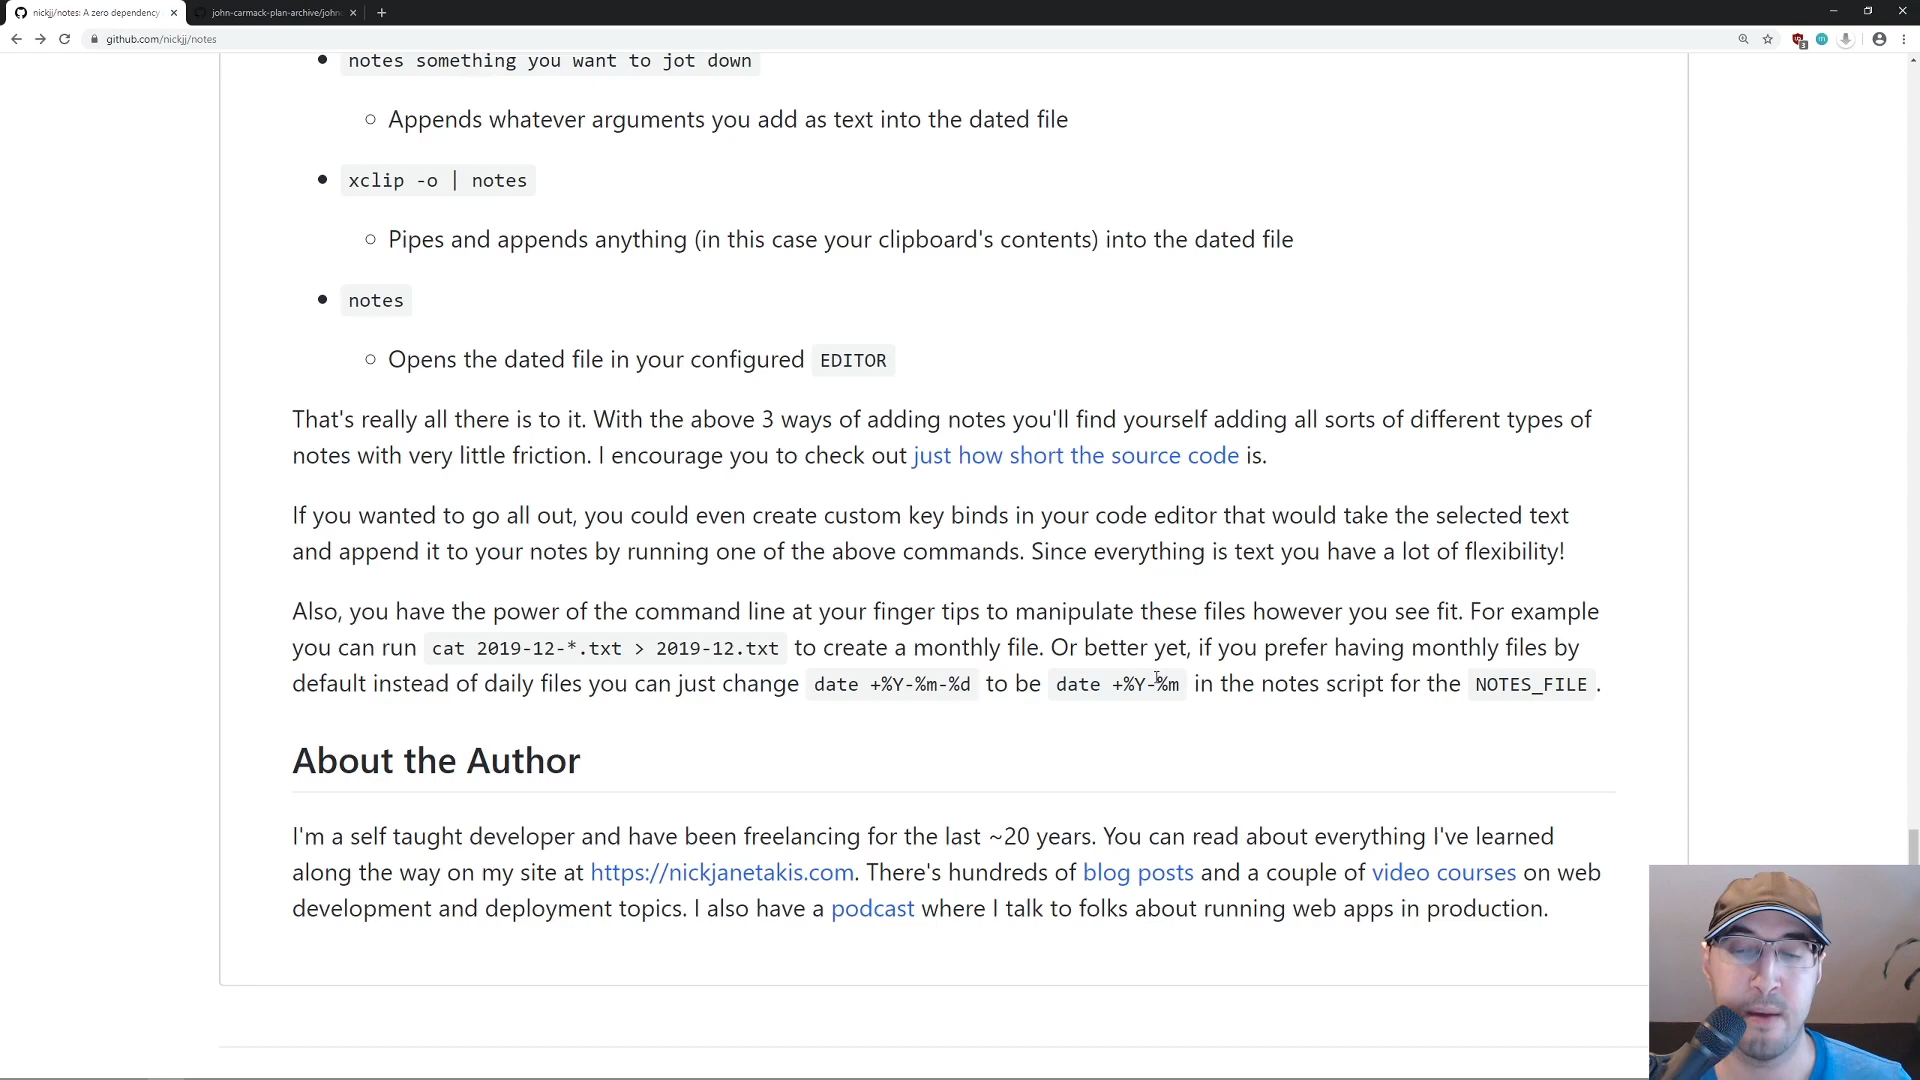 nickjj/notes: A zero dependency
john-carmack-plan-archive/john
github.com/nickjj/notes
notes something you want to jot down
Appends whatever arguments you add as text into the dated file
xclip -o | notes
Pipes and appends anything (in this case your clipboard's contents) into the dated file
notes
Opens the dated file in your configured EDITOR
That's really all there is to it. With the above 3 ways of adding notes you'll find yourself adding all sorts of different types of
notes with very little friction. I encourage you to check out just how short the source code is.
If you wanted to go all out, you could even create custom key binds in your code editor that would take the selected text
and append it to your notes by running one of the above commands. Since everything is text you have a lot of flexibility!
Also, you have the power of the command line at your finger tips to manipulate these files however you see fit. For example
you can run cat 2019-12-*.txt > 2019-12.txt to create a monthly file. Or better yet, if you prefer having monthly files by
default instead of daily files you can just change date +%Y-%m-%d to be date +%Y-%m in the notes script for the NOTES_FILE .
About the Author
I'm a self taught developer and have been freelancing for the last ~20 years. You can read about everything I've learned
along the way on my site at https://nickjanetakis.com. There's hundreds of blog posts and a couple of video courses on web
development and deployment topics. I also have a podcast where I talk to folks about running web apps in production.